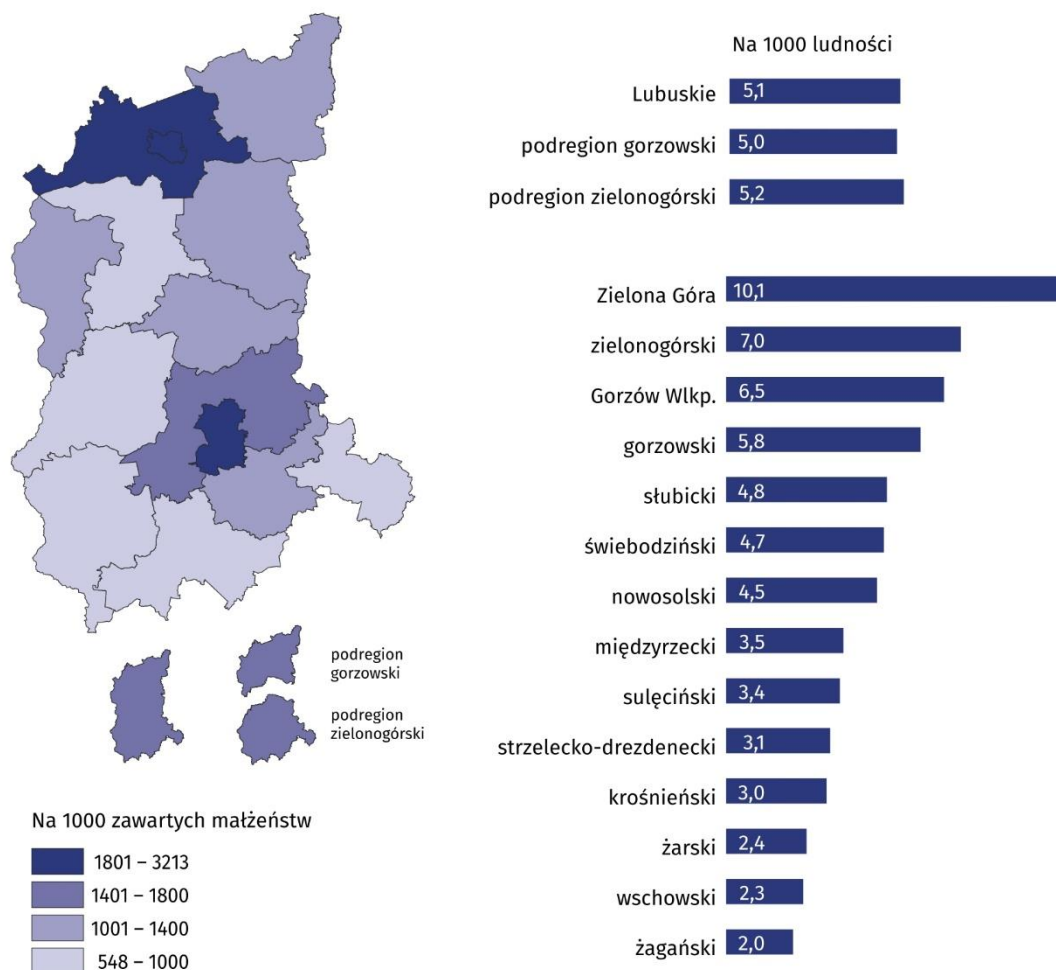 Na 1000 ludności
Lubuskie 5,1
podregion gorzowski 5,0
podregion zielonogórski 5,2
Zielona Góra 10,1
zielonogórski 7,0
Gorzów Wlkp. 6,5
gorzowski 5,8
słubicki 4,8
świebodziński 4,7
nowosolski 4,5
międzyrzecki 3,5
sulęciński 3,4
strzelecko-drezdenecki 3,1
krośnieński 3,0
żarski 2,4
wschowski 2,3
żagański 2,0
podregion
gorzowski
podregion
zielonogórski
Na 1000 zawartych małżeństw
1801 – 3213
1401 – 1800
1001 – 1400
548 – 1000